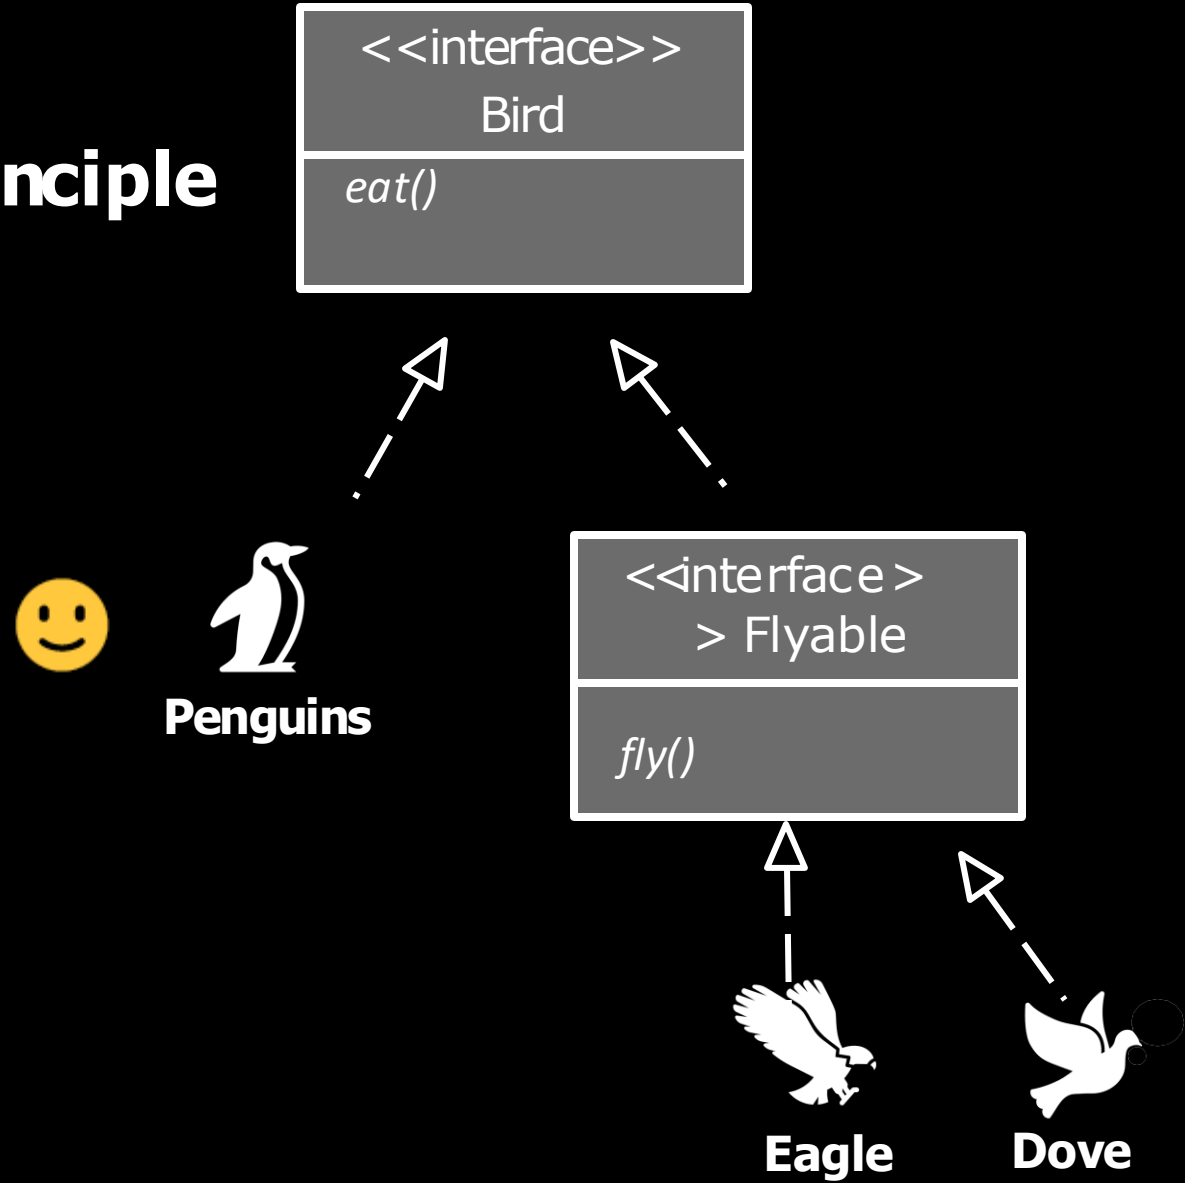 <<interface>>
Bird
nciple
eat()
<<interface>
> Flyable
Penguins
fly()
Eagle
Dove